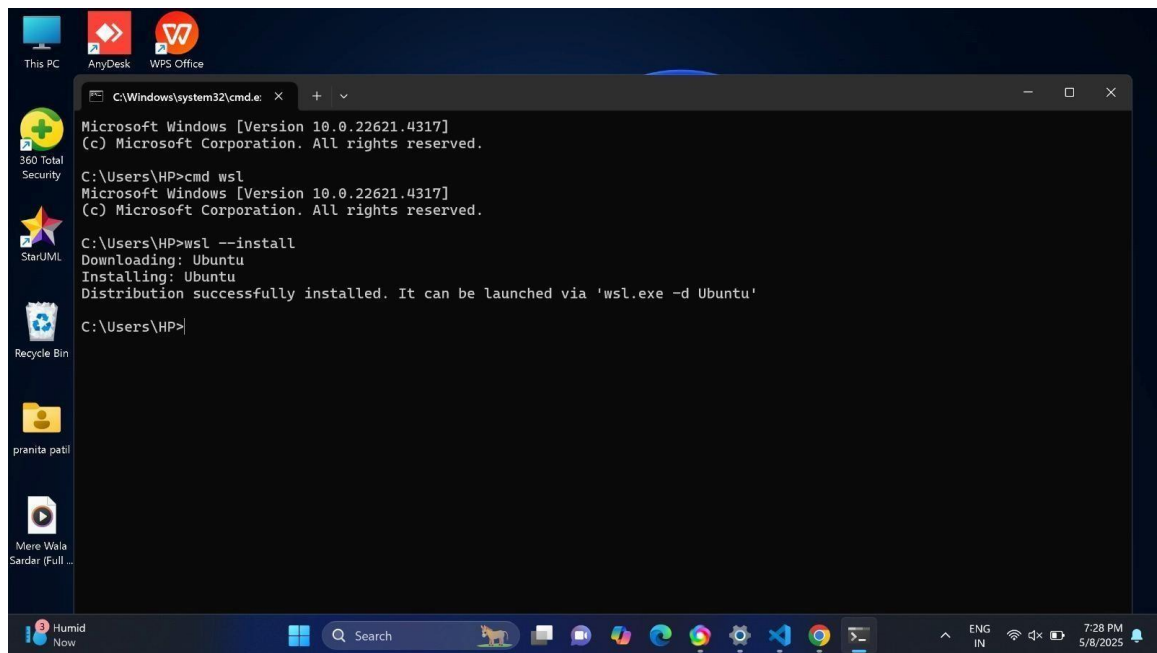 This PC
AnyDesk
WPS Office
C:\Windows\system32\cmd.e:
Microsoft Windows [Version 10.0.22621.4317]
(c) Microsoft Corporation. All rights reserved.
C:\Users\HP>cmd wsl
Microsoft Windows [Version 10.0.22621.4317]
(c) Microsoft Corporation. All rights reserved.
C:\Users\HP>wsl --install
Downloading: Ubuntu
Installing: Ubuntu
Distribution successfully installed. It can be launched via 'wsl.exe -d Ubuntu'
C:\Users\HP>
360 Total
Security
StarUML
Recycle Bin
pranita patil
Mere Wala
Sardar (Full ...
3
Humid
Now
Search
ENG
IN
7:28 PM
5/8/2025